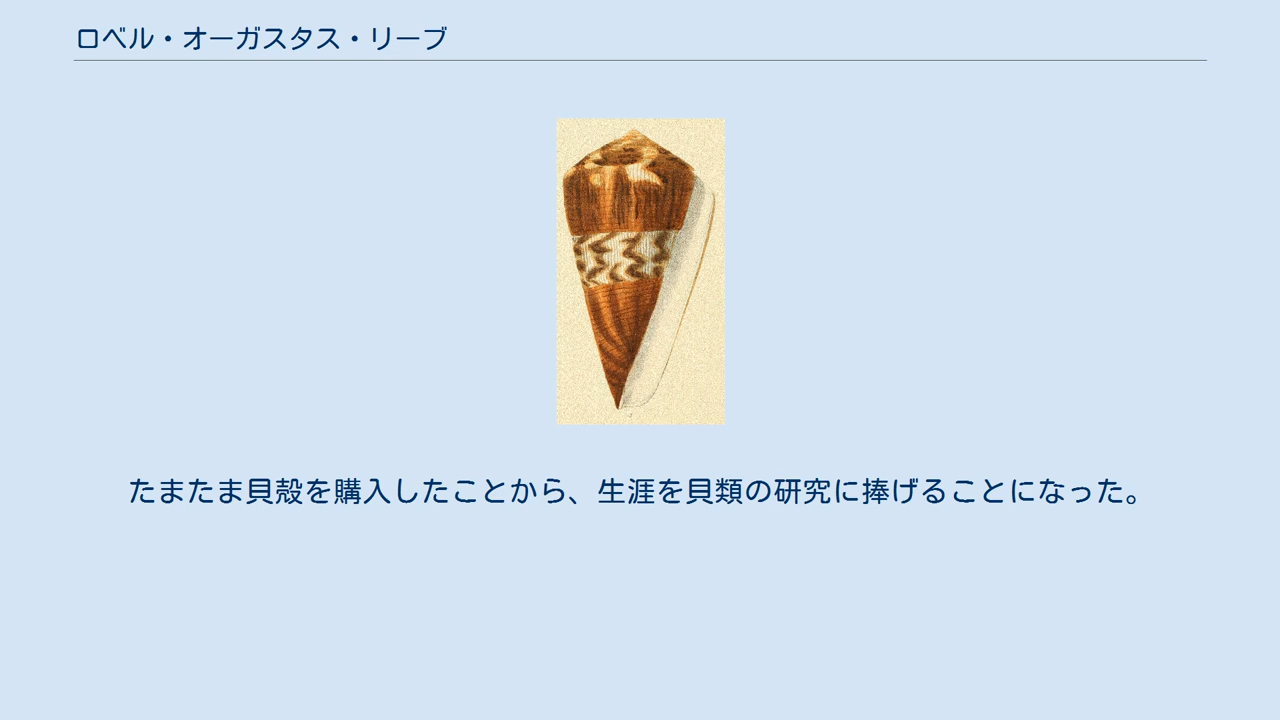 ロベル・オーガスタス・リーブ
たまたま貝殻を購入したことから、生涯を貝類の研究に捧げることになった。